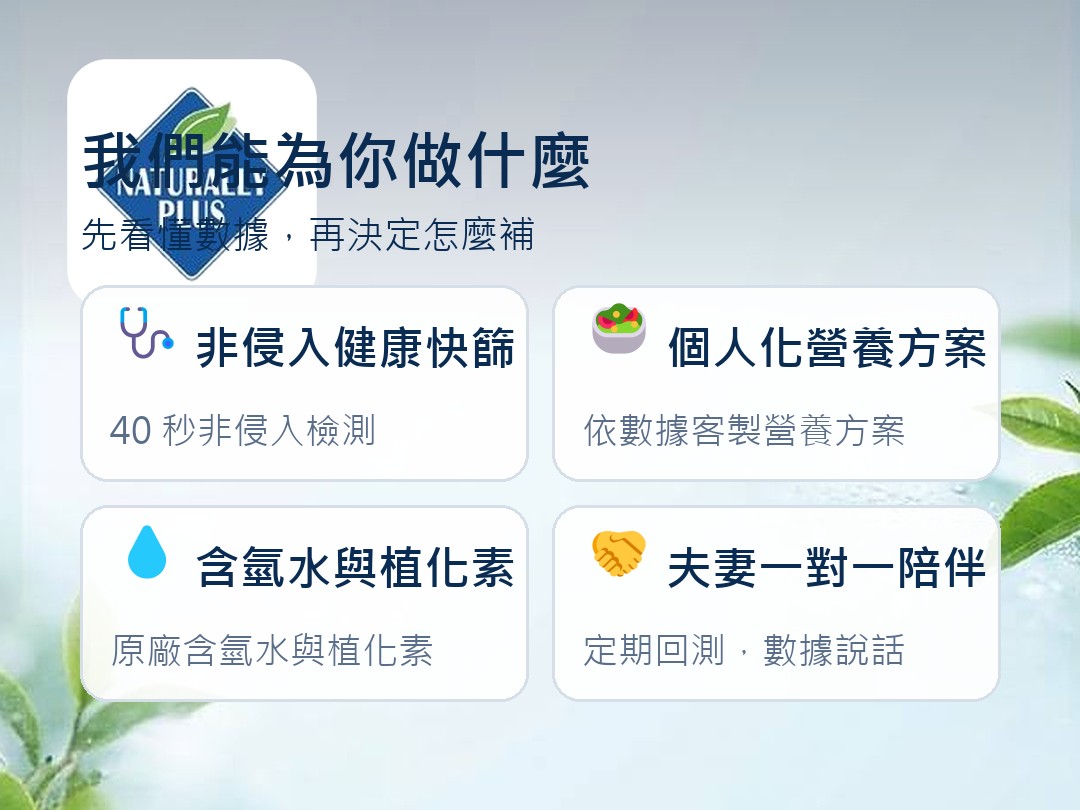 我們能為你做什麼
NATURALLY
PLUS
先看懂數據，再決定怎麼補
非侵入健康快篩
40 秒非侵入檢測
個人化營養方案
依數據客製營養方案
含氫水與植化素
原廠含氫水與植化素
夫妻一對一陪伴
定期回測，數據說話